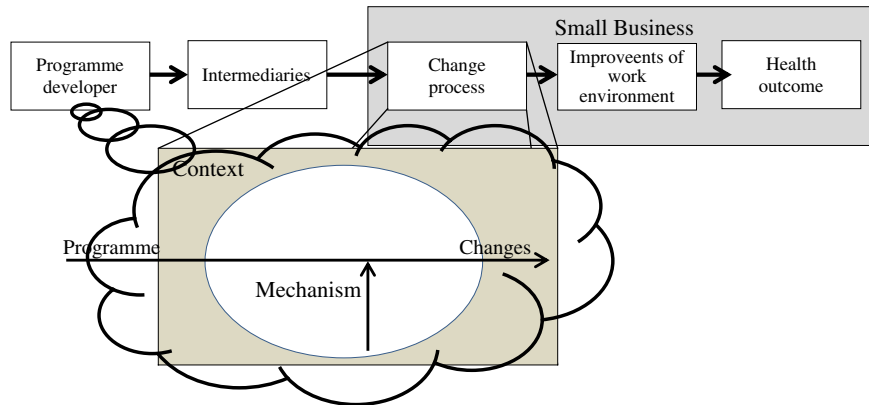 Small Business
Programme
developer
Intermediaries
Change
process
Improveents of
work
environment
Health
outcome
Context
Programme
Changes
Mechanism